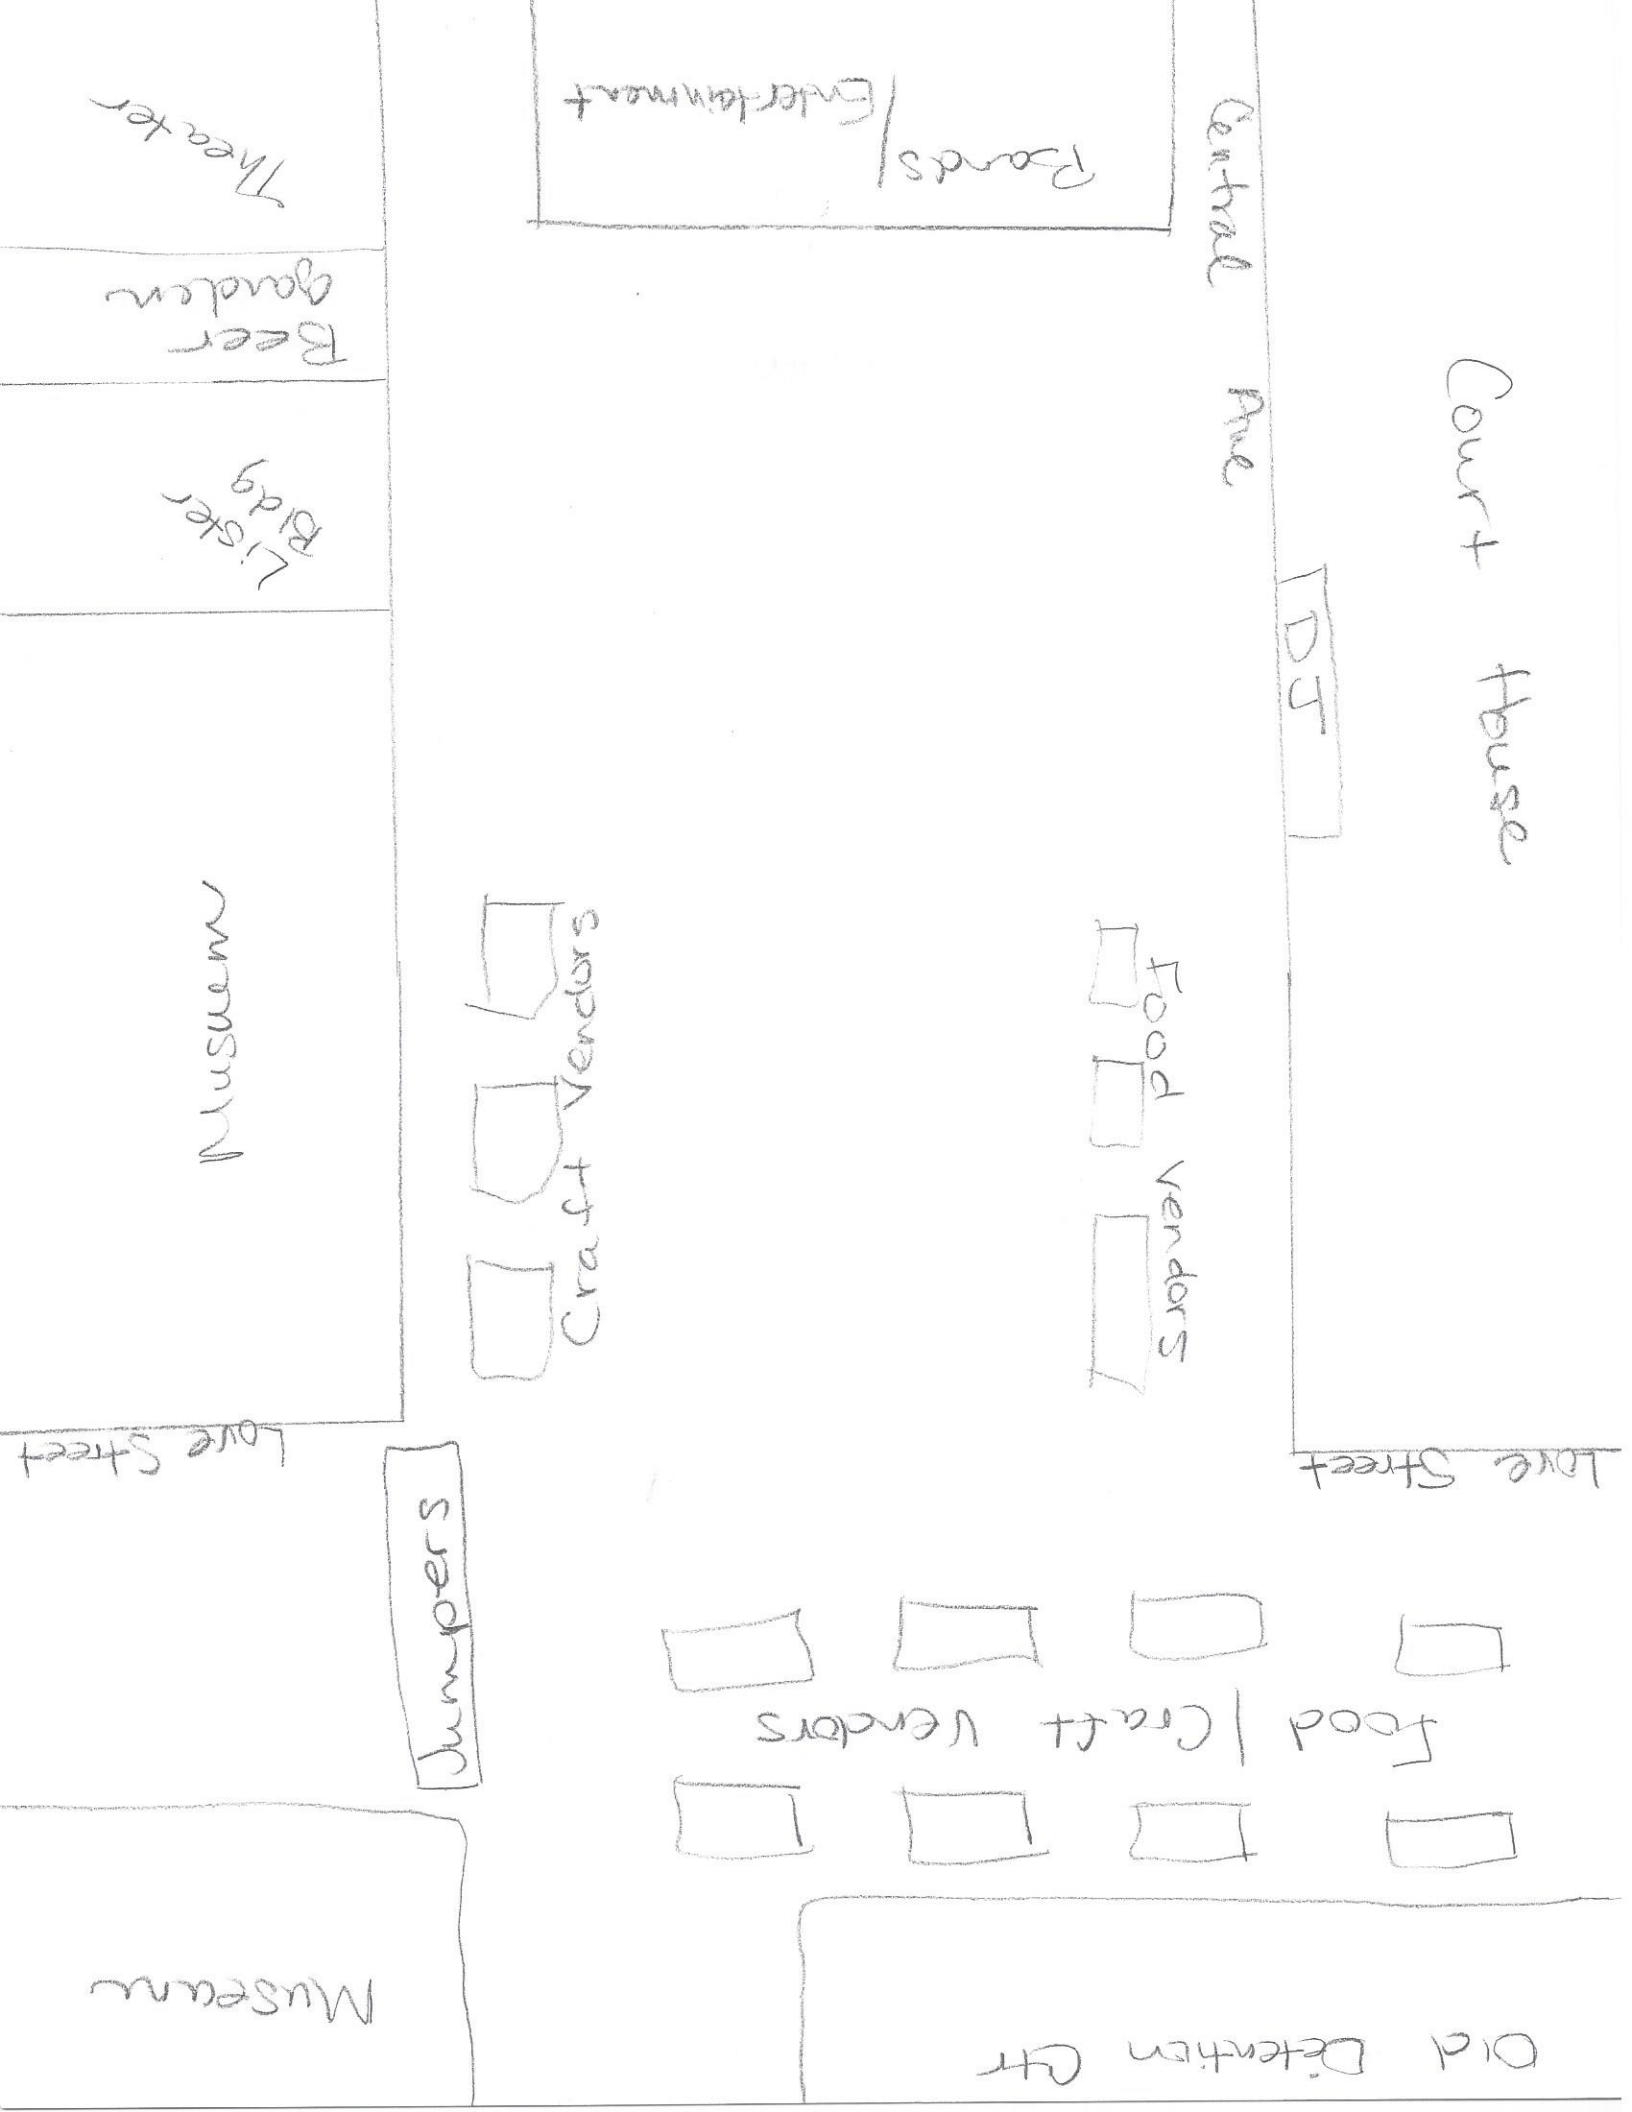 Old Detention Ctr
Museum
Food / Craft Vendors
Jumpers
Love Street
Love Street
Food Vendors
Craft Vendors
Museum
DJ
Court House
Lister
Bldg
Beer
garden
Central Ave
Theater
Bands/
/Entertainment